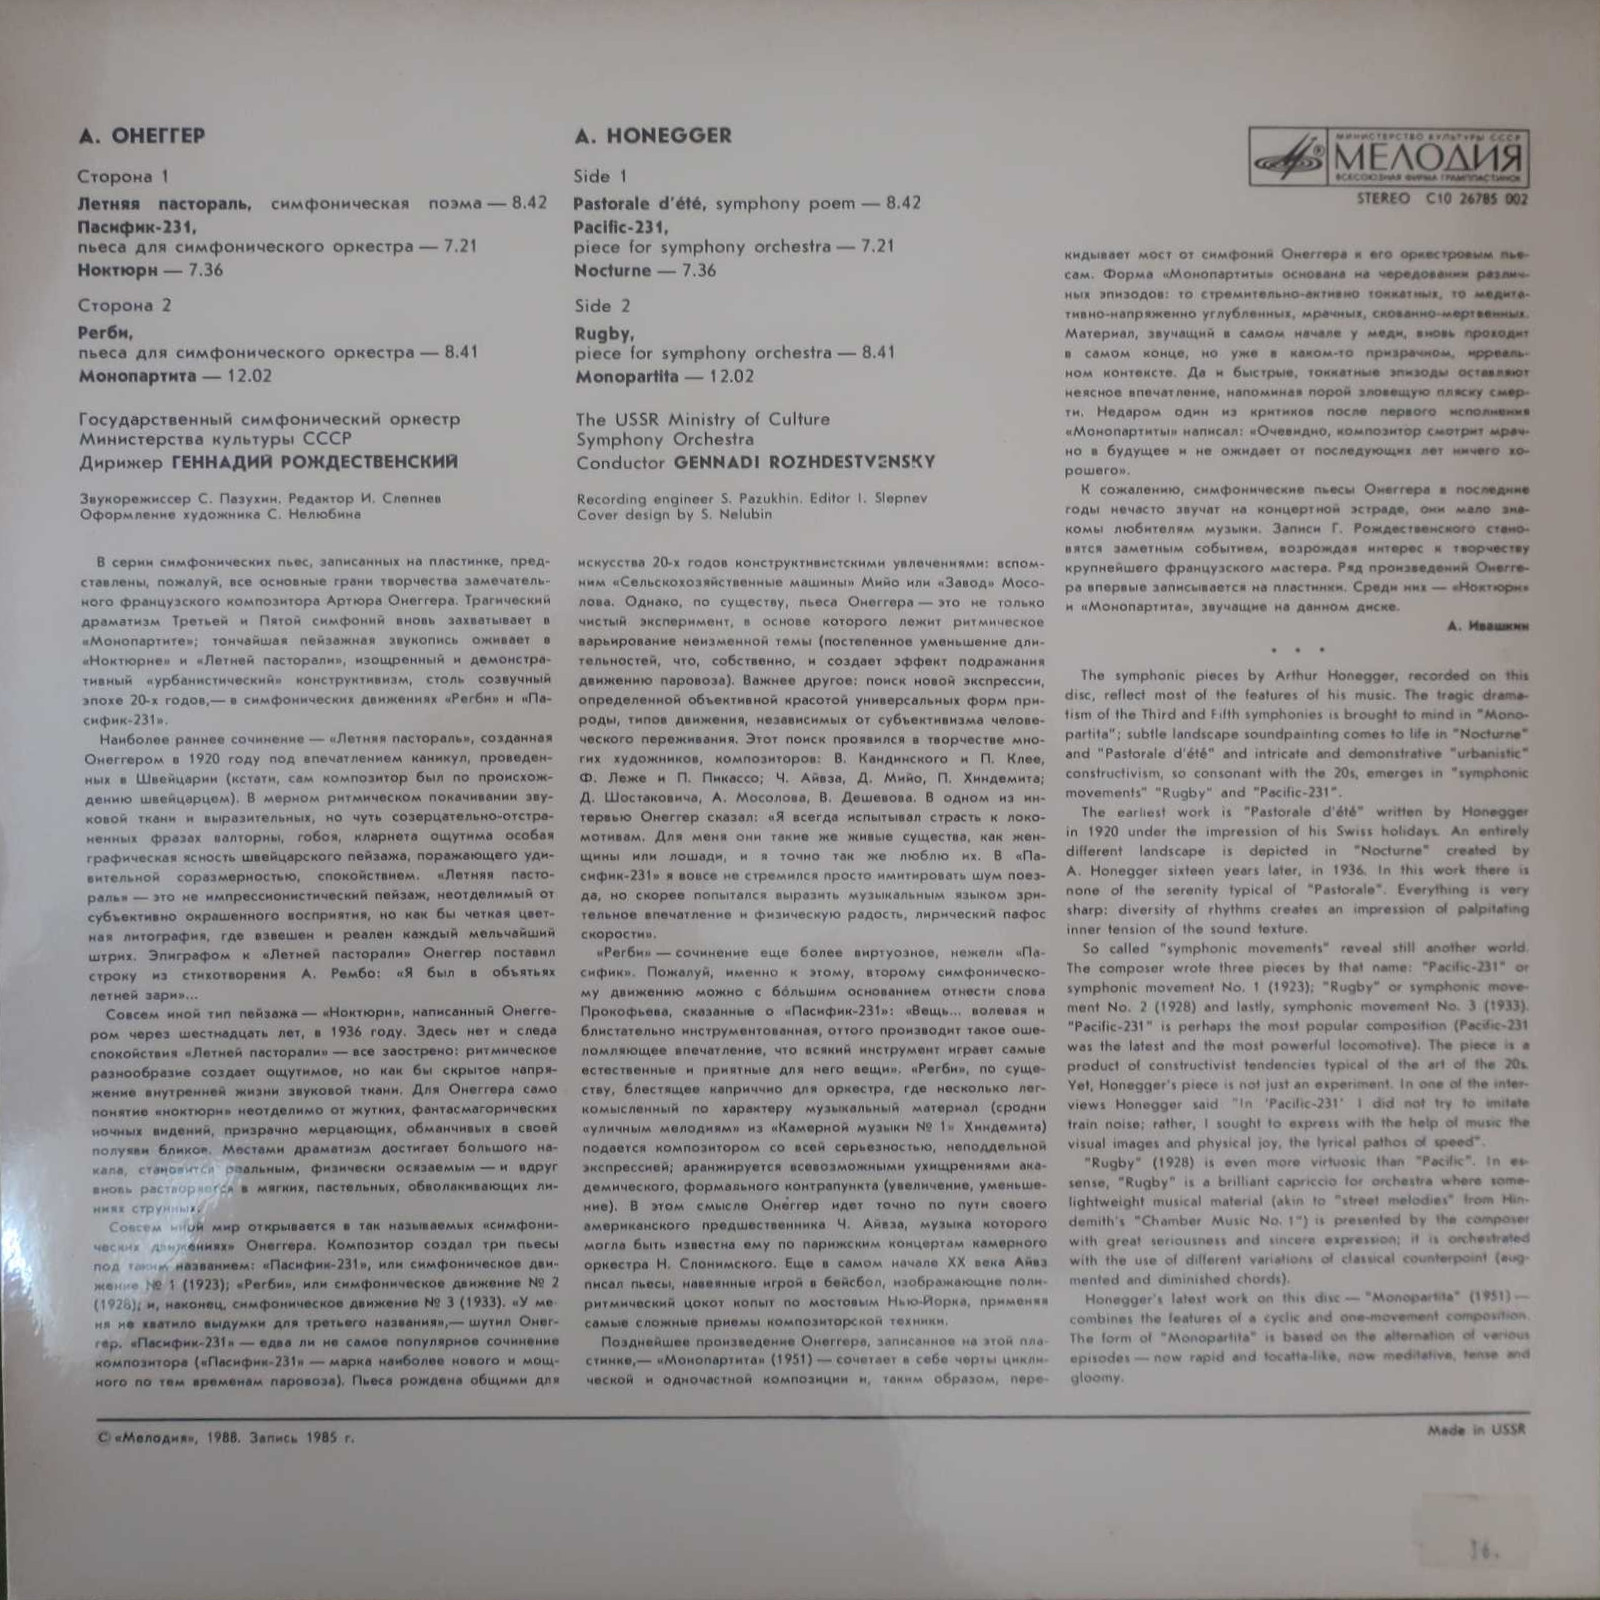 А. ОНЕГГЕР
Сторона 1
Летняя пастораль, симфоническая поэма — 8.42
Пасифик-231,
пьеса для симфонического оркестра — 7.21
Ноктюрн — 7.36
Сторона 2
Регби,
пьеса для симфонического оркестра — 8.41
Монопартита — 12.02
Государственный симфонический оркестр
Министерства культуры СССР
Дирижер ГЕННАДИЙ РОЖДЕСТВЕНСКИЙ
Звукорежиссер С. Пазухин. Редактор И. Слепнев
Оформление художника С. Нелюбина
A. HONEGGER
Side 1
Pastorale d'été, symphony poem — 8.42
Pacific-231,
piece for symphony orchestra — 7.21
Nocturne — 7.36
Side 2
Rugby,
piece for symphony orchestra — 8.41
Monopartita — 12.02
The USSR Ministry of Culture
Symphony Orchestra
Conductor GENNADI ROZHDESTVENSKY
Recording engineer S. Pazukhin. Editor I. Slepnev
Cover design by S. Nelubin
МИНИСТЕРСТВО КУЛЬТУРЫ СССР
МЕЛОДИЯ
ВСЕСОЮЗНАЯ ФИРМА ГРАМПЛАСТИНОК
STEREO C10 26785 002
В серии симфонических пьес, записанных на пластинке, пред-
ставлены, пожалуй, все основные грани творчества замечатель-
ного французского композитора Артюра Онеггера. Трагический
драматизм Третьей и Пятой симфоний вновь захватывает в
«Монопартите»; тончайшая пейзажная звукопись оживает в
«Ноктюрне» и «Летней пасторали», изощренный и демонстра-
тивный «урбанистический» конструктивизм, столь созвучный
эпохе 20-х годов,— в симфонических движениях «Регби» и «Па-
сифик-231».
Наиболее раннее сочинение — «Летняя пастораль», созданная
Онеггером в 1920 году под впечатлением каникул, проведен-
ных в Швейцарии (кстати, сам композитор был по происхож-
дению швейцарцем). В мерном ритмическом покачивании зву-
ковой ткани и выразительных, но чуть созерцательно-отстра-
ненных фразах валторны, гобоя, кларнета ощутима особая
графическая ясность швейцарского пейзажа, поражающего уди-
вительной соразмерностью, спокойствием. «Летняя пасто-
раль» — это не импрессионистический пейзаж, неотделимый от
субъективно окрашенного восприятия, но как бы четкая цвет-
ная литография, где взвешен и реален каждый мельчайший
штрих. Эпиграфом к «Летней пасторали» Онеггер поставил
строку из стихотворения А. Рембо: «Я был в объятьях
летней зари»...
Совсем иной тип пейзажа — «Ноктюрн», написанный Онегге-
ром через шестнадцать лет, в 1936 году. Здесь нет и следа
спокойствия «Летней пасторали» — все заострено: ритмическое
разнообразие создает ощутимое, но как бы скрытое напря-
жение внутренней жизни звуковой ткани. Для Онеггера само
понятие «ноктюрн» неотделимо от жутких, фантасмагорических
ночных видений, призрачно мерцающих, обманчивых в своей
полуяви бликов. Местами драматизм достигает большого на-
кала, становится реальным, физически осязаемым — и вдруг
вновь растворяется в мягких, пастельных, обволакивающих ли-
ниях струнных.
Совсем иной мир открывается в так называемых «симфони-
ческих движениях» Онеггера. Композитор создал три пьесы
под таким названием: «Пасифик-231», или симфоническое дви-
жение № 1 (1923); «Регби», или симфоническое движение № 2
(1928); и, наконец, симфоническое движение № 3 (1933). «У ме-
ня не хватило выдумки для третьего названия»,— шутил Онег-
гер. «Пасифик-231» — едва ли не самое популярное сочинение
композитора («Пасифик-231» — марка наиболее нового и мощ-
ного по тем временам паровоза). Пьеса рождена общими для
искусства 20-х годов конструктивистскими увлечениями: вспом-
ним «Сельскохозяйственные машины» Мийо или «Завод» Мосо-
лова. Однако, по существу, пьеса Онеггера — это не только
чистый эксперимент, в основе которого лежит ритмическое
варьирование неизменной темы (постепенное уменьшение дли-
тельностей, что, собственно, и создает эффект подражания
движению паровоза). Важнее другое: поиск новой экспрессии,
определенной объективной красотой универсальных форм при-
роды, типов движения, независимых от субъективизма челове-
ческого переживания. Этот поиск проявился в творчестве мно-
гих художников, композиторов: В. Кандинского и П. Клее,
Ф. Леже и П. Пикассо; Ч. Айвза, Д. Мийо, П. Хиндемита;
Д. Шостаковича, А. Мосолова, В. Дешевова. В одном из ин-
тервью Онеггер сказал: «Я всегда испытывал страсть к локо-
мотивам. Для меня они такие же живые существа, как жен-
щины или лошади, и я точно так же люблю их. В «Па-
сифик-231» я вовсе не стремился просто имитировать шум поез-
да, но скорее попытался выразить музыкальным языком зри-
тельное впечатление и физическую радость, лирический пафос
скорости».
«Регби» — сочинение еще более виртуозное, нежели «Па-
сифик». Пожалуй, именно к этому, второму симфоническо-
му движению можно с бо́льшим основанием отнести слова
Прокофьева, сказанные о «Пасифик-231»: «Вещь... волевая и
блистательно инструментованная, оттого производит такое оше-
ломляющее впечатление, что всякий инструмент играет самые
естественные и приятные для него вещи». «Регби», по суще-
ству, блестящее каприччио для оркестра, где несколько лег-
комысленный по характеру музыкальный материал (сродни
«уличным мелодиям» из «Камерной музыки № 1» Хиндемита)
подается композитором со всей серьезностью, неподдельной
экспрессией; аранжируется всевозможными ухищрениями ака-
демического, формального контрапункта (увеличение, уменьше-
ние). В этом смысле Онеггер идет точно по пути своего
американского предшественника Ч. Айвза, музыка которого
могла быть известна ему по парижским концертам камерного
оркестра Н. Слонимского. Еще в самом начале XX века Айвз
писал пьесы, навеянные игрой в бейсбол, изображающие поли-
ритмический цокот копыт по мостовым Нью-Йорка, применяя
самые сложные приемы композиторской техники.
Позднейшее произведение Онеггера, записанное на этой пла-
стинке,— «Монопартита» (1951) — сочетает в себе черты цикли-
ческой и одночастной композиции и, таким образом, пере-
кидывает мост от симфоний Онеггера к его оркестровым пье-
сам. Форма «Монопартиты» основана на чередовании различ-
ных эпизодов: то стремительно-активно токкатных, то медита-
тивно-напряженно углубленных, мрачных, скованно-мертвенных.
Материал, звучащий в самом начале у меди, вновь проходит
в самом конце, но уже в каком-то призрачном, ирреаль-
ном контексте. Да и быстрые, токкатные эпизоды оставляют
неясное впечатление, напоминая порой зловещую пляску смер-
ти. Недаром один из критиков после первого исполнения
«Монопартиты» написал: «Очевидно, композитор смотрит мрач-
но в будущее и не ожидает от последующих лет ничего хо-
рошего».
К сожалению, симфонические пьесы Онеггера в последние
годы нечасто звучат на концертной эстраде, они мало зна-
комы любителям музыки. Записи Г. Рождественского стано-
вятся заметным событием, возрождая интерес к творчеству
крупнейшего французского мастера. Ряд произведений Онегге-
ра впервые записывается на пластинки. Среди них — «Ноктюрн»
и «Монопартита», звучащие на данном диске.
А. Ивашкин
• • •
The symphonic pieces by Arthur Honegger, recorded on this
disc, reflect most of the features of his music. The tragic drama-
tism of the Third and Fifth symphonies is brought to mind in "Mono-
partita"; subtle landscape soundpainting comes to life in "Nocturne"
and "Pastorale d'été" and intricate and demonstrative "urbanistic"
constructivism, so consonant with the 20s, emerges in "symphonic
movements" "Rugby" and "Pacific-231".
The earliest work is "Pastorale d'été" written by Honegger
in 1920 under the impression of his Swiss holidays. An entirely
different landscape is depicted in "Nocturne" created by
A. Honegger sixteen years later, in 1936. In this work there is
none of the serenity typical of "Pastorale". Everything is very
sharp: diversity of rhythms creates an impression of palpitating
inner tension of the sound texture.
So called "symphonic movements" reveal still another world.
The composer wrote three pieces by that name: "Pacific-231" or
symphonic movement No. 1 (1923); "Rugby" or symphonic move-
ment No. 2 (1928) and lastly, symphonic movement No. 3 (1933).
"Pacific-231" is perhaps the most popular composition (Pacific-231
was the latest and the most powerful locomotive). The piece is a
product of constructivist tendencies typical of the art of the 20s.
Yet, Honegger's piece is not just an experiment. In one of the inter-
views Honegger said "In 'Pacific-231' I did not try to imitate
train noise; rather, I sought to express with the help of music the
visual images and physical joy, the lyrical pathos of speed".
"Rugby" (1928) is even more virtuosic than "Pacific". In es-
sense, "Rugby" is a brilliant capriccio for orchestra where some-
lightweight musical material (akin to "street melodies" from Hin-
demith's "Chamber Music No. 1") is presented by the composer
with great seriousness and sincere expression; it is orchestrated
with the use of different variations of classical counterpoint (aug-
mented and diminished chords).
Honegger's latest work on this disc — "Monopartita" (1951) —
combines the features of a cyclic and one-movement composition.
The form of "Monopartita" is based on the alternation of various
episodes — now rapid and tocatta-like, now meditative, tense and
gloomy.
© «Мелодия», 1988. Запись 1985 г.
Made in USSR
16.